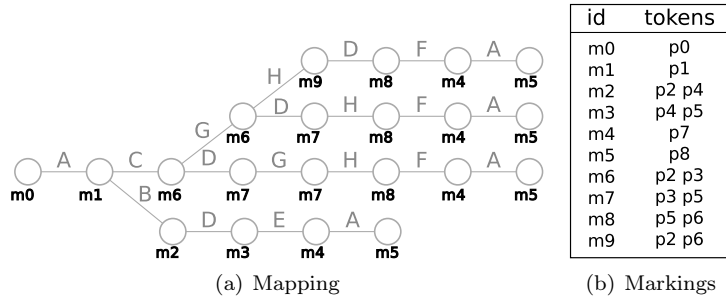 D F A
H
m9 m8 m4 m5
G D H F A
m6 m7 m8 m4 m5
A C D G H F A
m0 m1 m6 m7 m7 m8 m4 m5
B
D E A
m2 m3 m4 m5
(a) Mapping
id tokens
m0 p0
m1 p1
m2 p2 p4
m3 p4 p5
m4 p7
m5 p8
m6 p2 p3
m7 p3 p5
m8 p5 p6
m9 p2 p6
(b) Markings